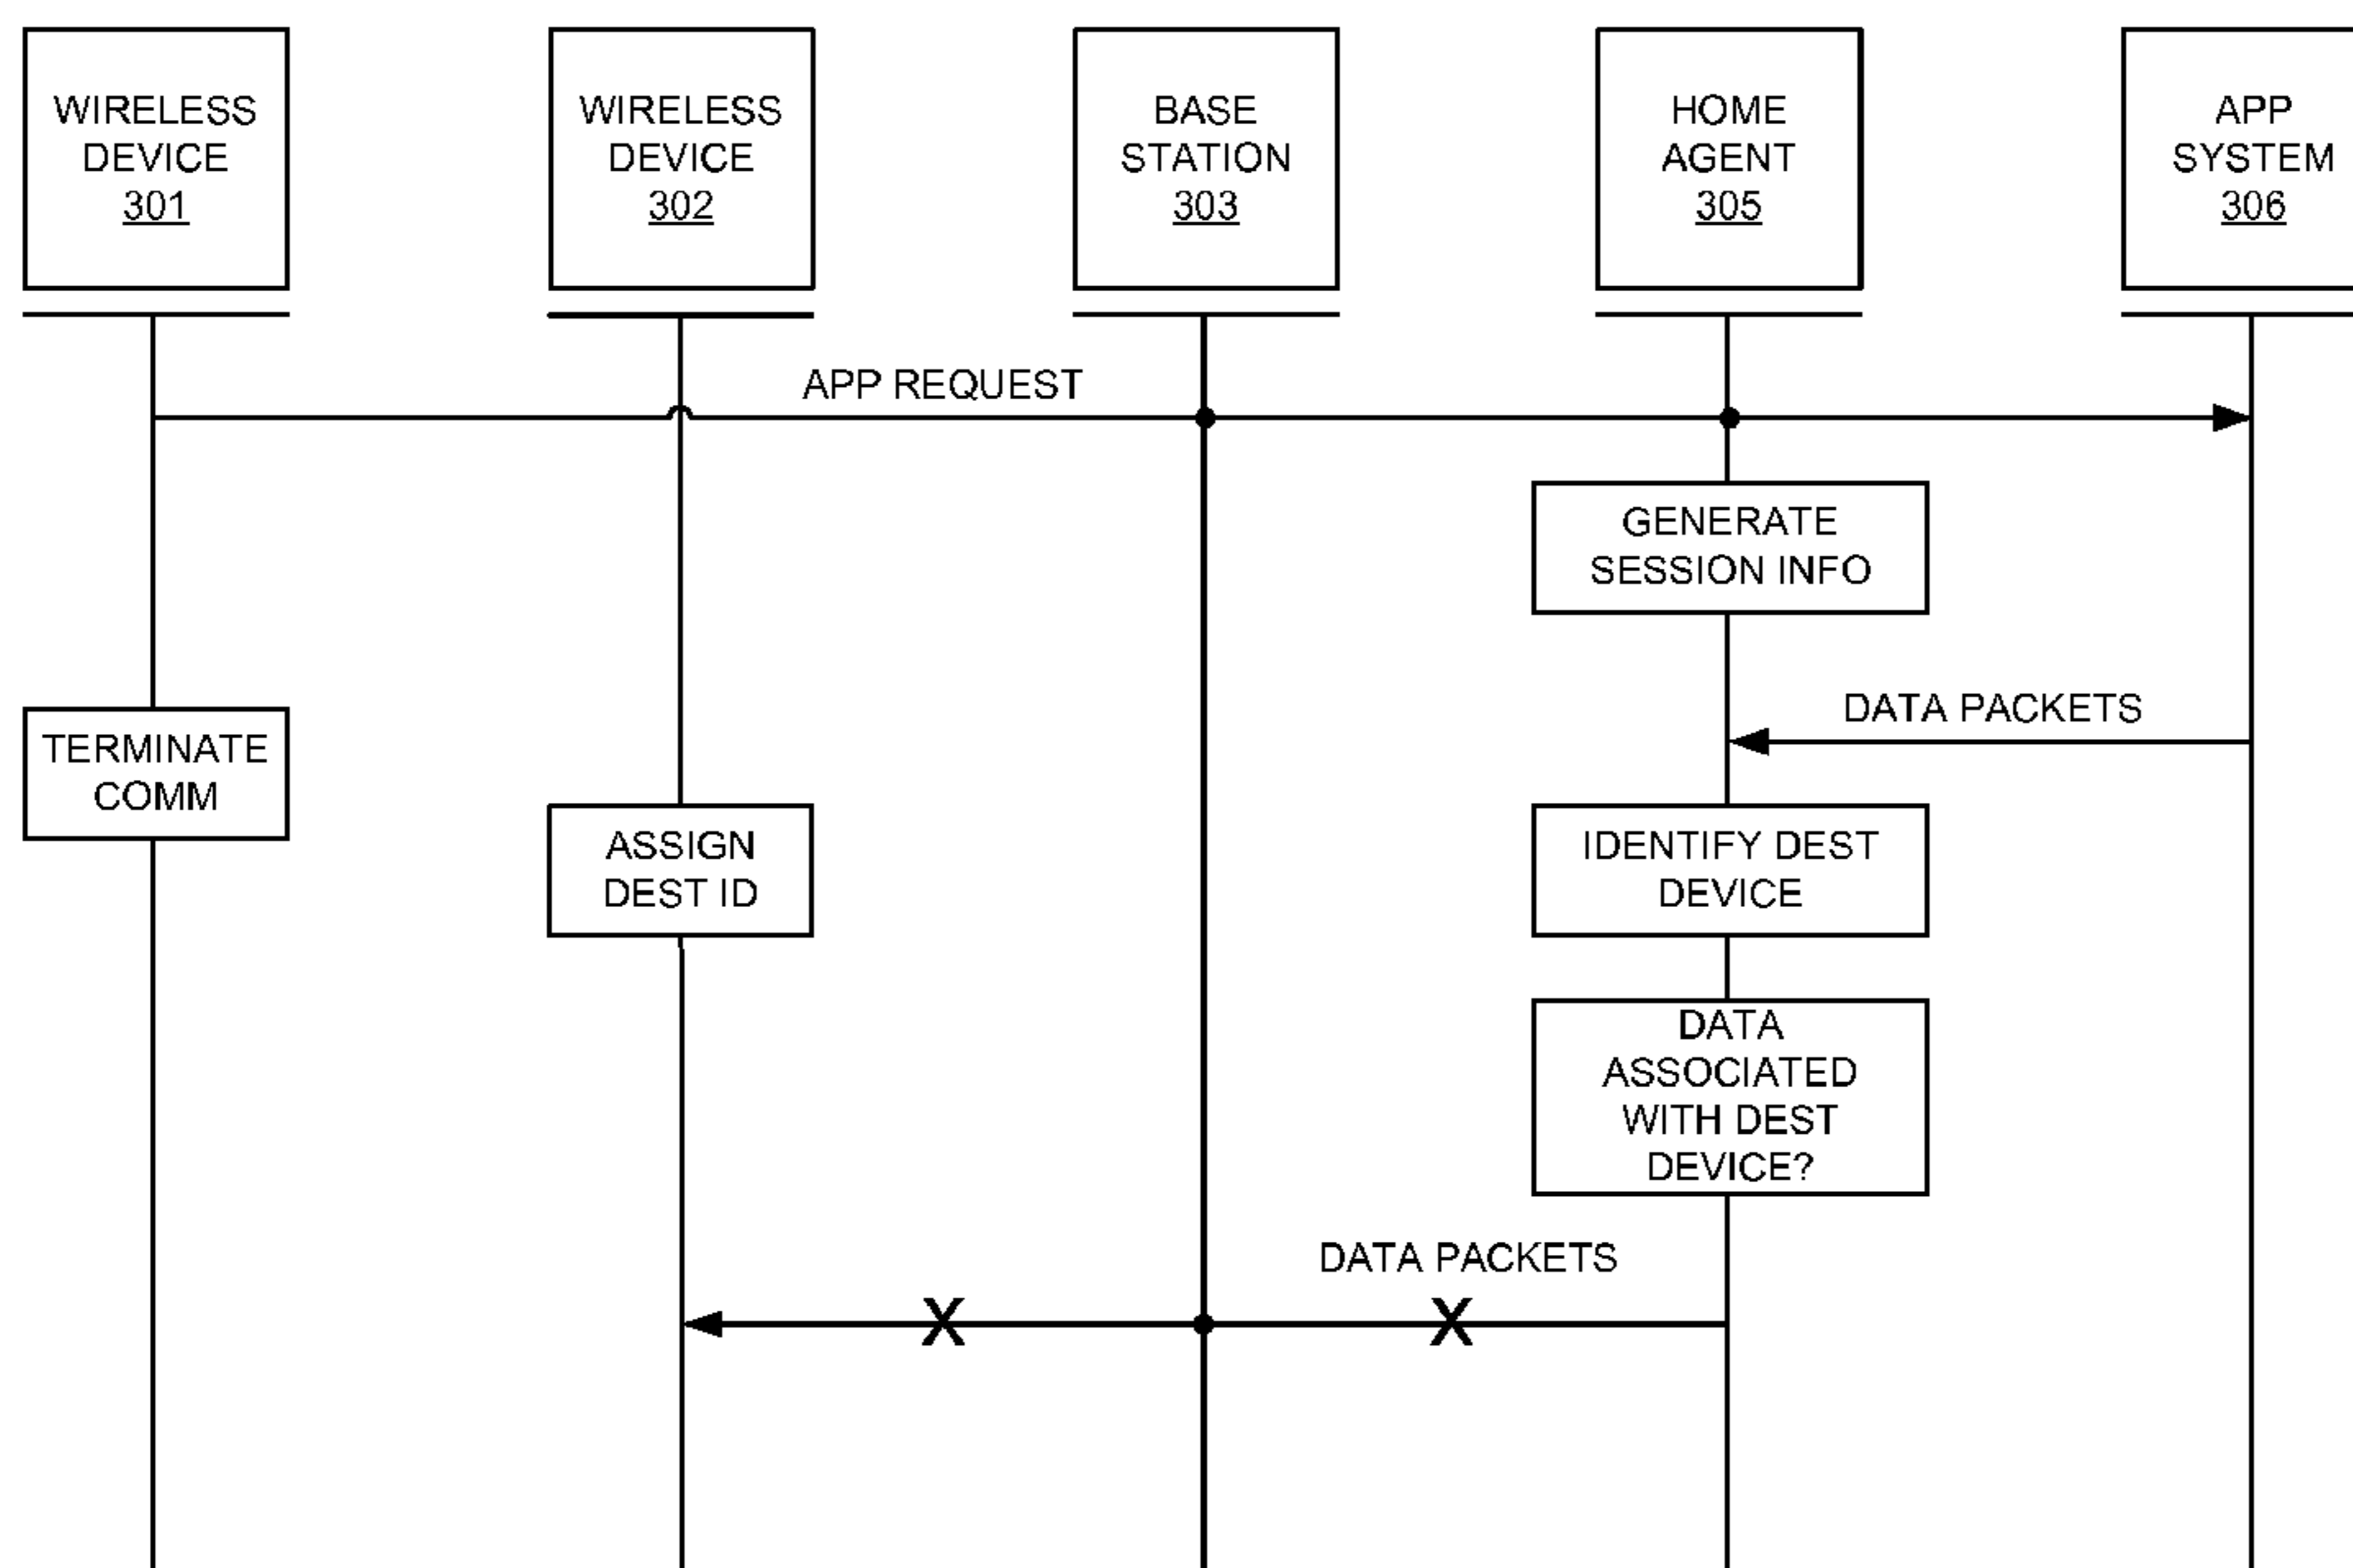 WIRELESS
DEVICE
301
WIRELESS
DEVICE
302
BASE
STATION
303
HOME
AGENT
305
APP
SYSTEM
306
APP REQUEST
GENERATE
SESSION INFO
DATA PACKETS
TERMINATE
COMM
ASSIGN
DEST ID
IDENTIFY DEST
DEVICE
DATA
ASSOCIATED
WITH DEST
DEVICE?
DATA PACKETS
X
X